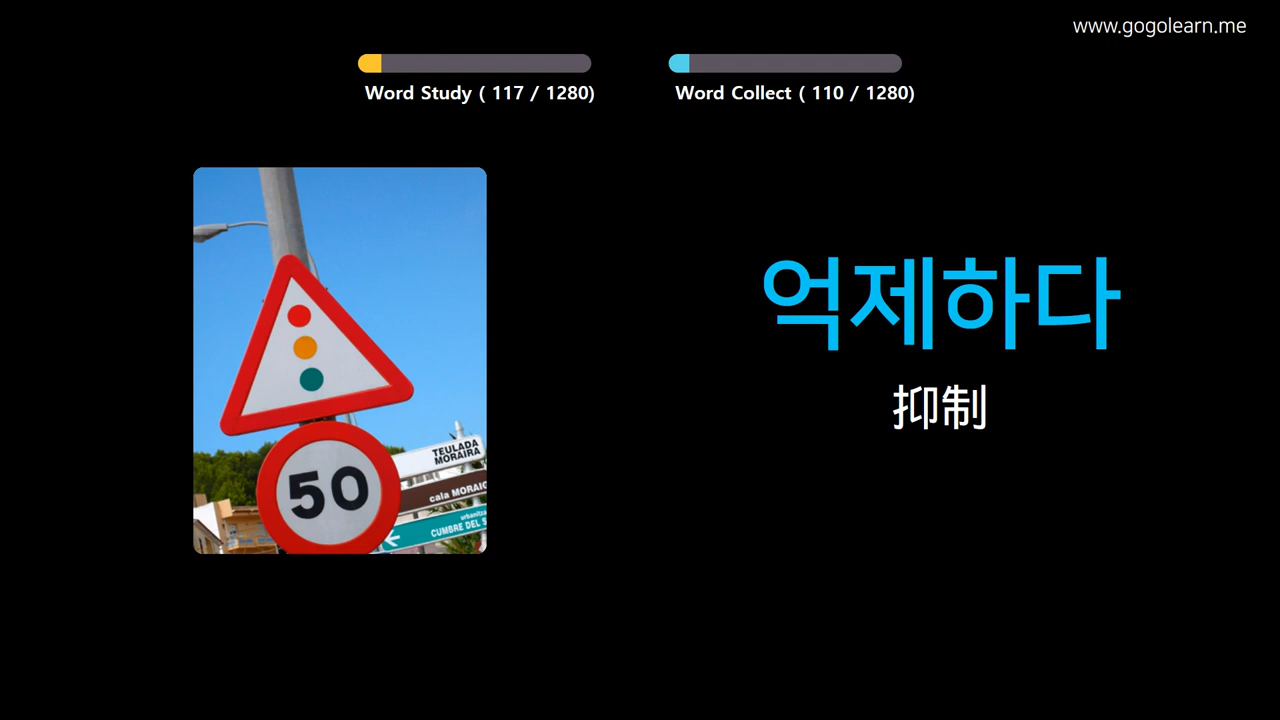 www.gogolearn.me
Word Study ( 117 / 1280)
Word Collect ( 110 / 1280)
억제하다
抑制
50
TEULADA
MORAIRA
cala
urbanitza
CUMBRE DEL